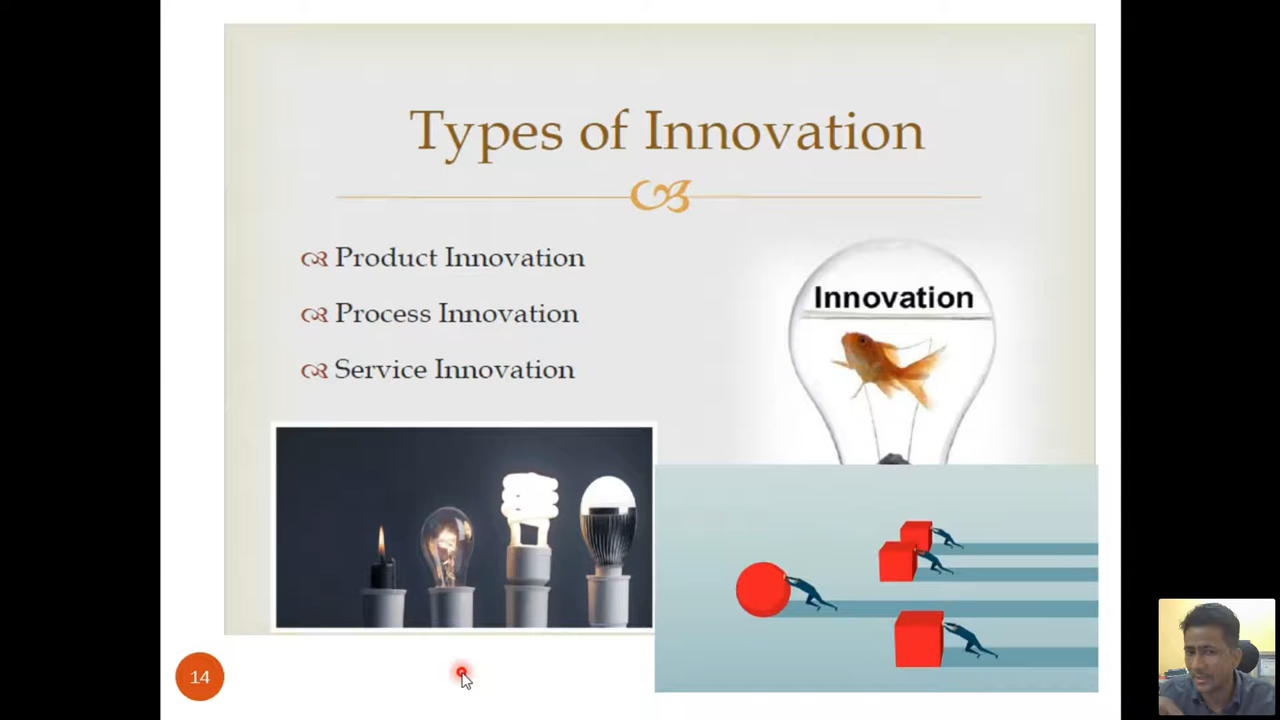 Types of Innovation
Product Innovation
Process Innovation
Service Innovation
Innovation
14